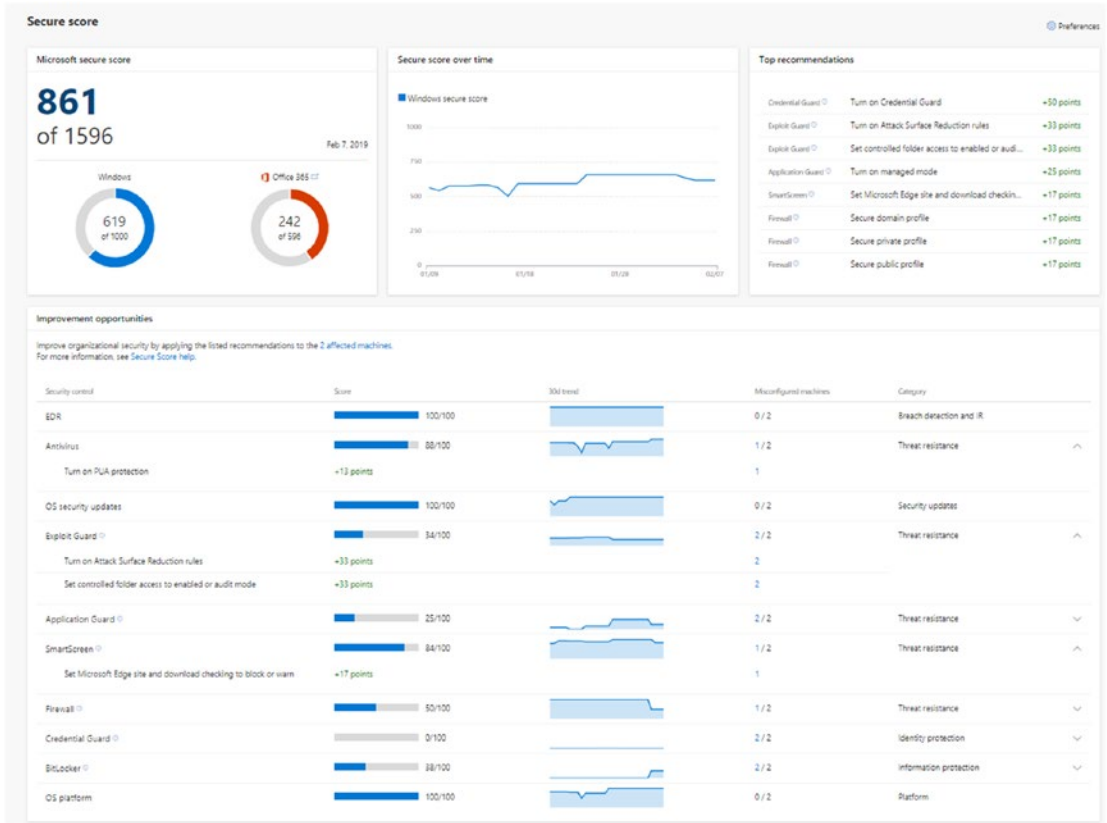 Secure score
Preferences
Microsoft secure score
861
of 1596
Feb 7, 2019
Windows
619
of 1000
Office 365
242
of 596
Secure score over time
Windows secure score
1000
750
500
250
0
01/09
01/18
01/28
02/07
Top recommendations
Credential Guard Turn on Credential Guard +50 points
Exploit Guard Turn on Attack Surface Reduction rules +33 points
Exploit Guard Set controlled folder access to enabled or audi... +33 points
Application Guard Turn on managed mode +25 points
SmartScreen Set Microsoft Edge site and download checkin... +17 points
Firewall Secure domain profile +17 points
Firewall Secure private profile +17 points
Firewall Secure public profile +17 points
Improvement opportunities
Improve organizational security by applying the listed recommendations to the 2 affected machines.
For more information, see Secure Score help.
Security control Score 30d trend Misconfigured machines Category
EDR 100/100 0 / 2 Breach detection and IR
Antivirus 88/100 1 / 2 Threat resistance
Turn on PUA protection +13 points 1
OS security updates 100/100 0 / 2 Security updates
Exploit Guard 34/100 2 / 2 Threat resistance
Turn on Attack Surface Reduction rules +33 points 2
Set controlled folder access to enabled or audit mode +33 points 2
Application Guard 25/100 2 / 2 Threat resistance
SmartScreen 84/100 1 / 2 Threat resistance
Set Microsoft Edge site and download checking to block or warn +17 points 1
Firewall 50/100 1 / 2 Threat resistance
Credential Guard 0/100 2 / 2 Identity protection
BitLocker 38/100 2 / 2 Information protection
OS platform 100/100 0 / 2 Platform